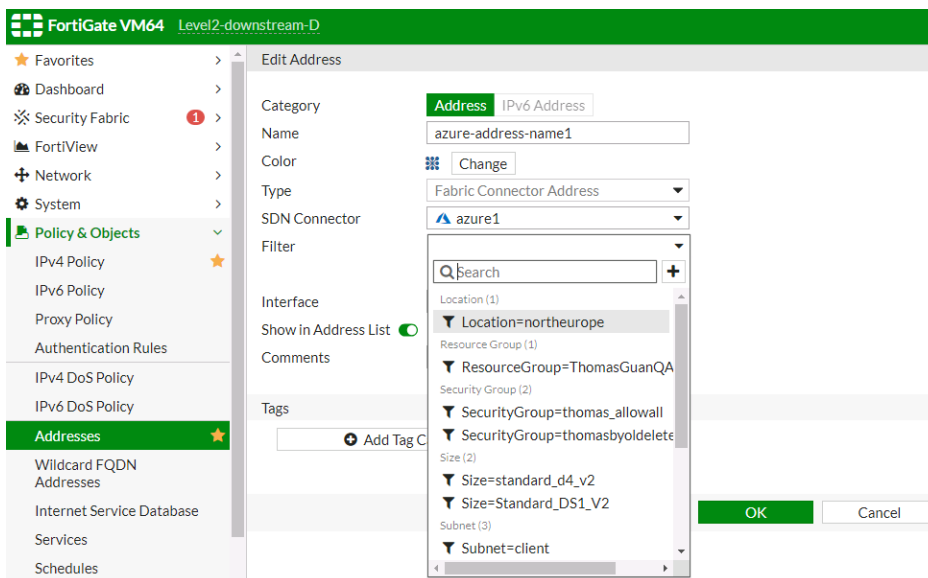 FortiGate VM64 Level2-downstream-D
Favorites
Dashboard
Security Fabric 1
FortiView
Network
System
Policy & Objects
IPv4 Policy
IPv6 Policy
Proxy Policy
Authentication Rules
IPv4 DoS Policy
IPv6 DoS Policy
Addresses
Wildcard FQDN
Addresses
Internet Service Database
Services
Schedules
Edit Address
Category Address IPv6 Address
Name azure-address-name1
Color Change
Type Fabric Connector Address
SDN Connector azure1
Filter
Search
Location (1)
Location=northeurope
Resource Group (1)
ResourceGroup=ThomasGuanQA
Security Group (2)
SecurityGroup=thomas_allowall
SecurityGroup=thomasbyoldelete
Size (2)
Size=standard_d4_v2
Size=Standard_DS1_V2
Subnet (3)
Subnet=client
Interface
Show in Address List
Comments
Tags
Add Tag C
OK Cancel